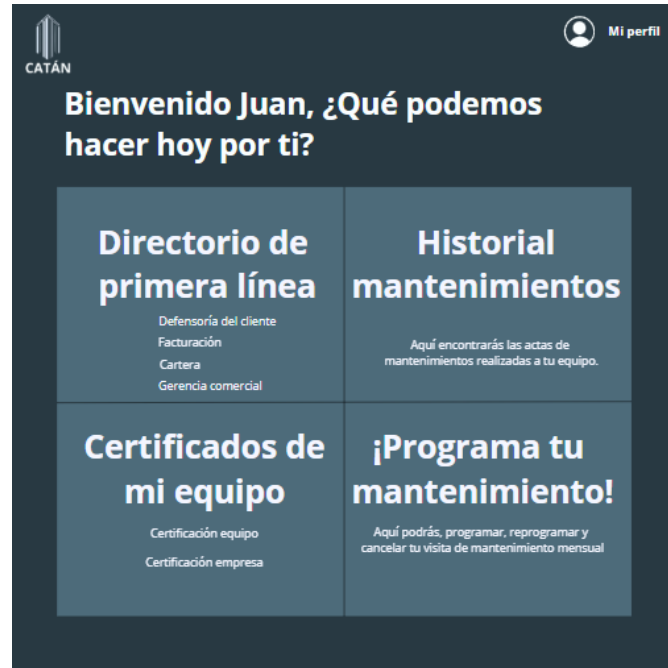 CATÁN
Mi perfil
Bienvenido Juan, ¿Qué podemos
hacer hoy por ti?
Directorio de
primera línea
Defensoría del cliente
Facturación
Cartera
Gerencia comercial
Historial
mantenimientos
Aquí encontrarás las actas de
mantenimientos realizadas a tu equipo.
Certificados de
mi equipo
Certificación equipo
Certificación empresa
¡Programa tu
mantenimiento!
Aquí podrás, programar, reprogramar y
cancelar tu visita de mantenimiento mensual